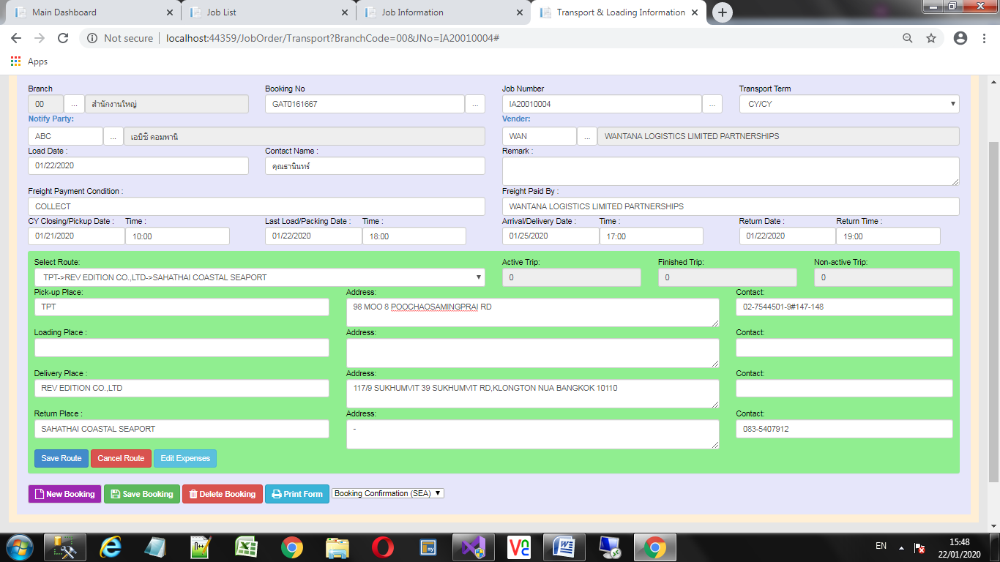 Main Dashboard
Job List
Job Information
Transport & Loading Information
Not secure
localhost:44359/JobOrder/Transport?BranchCode=00&JNo=IA20010004#
Apps
Branch Booking No Job Number Transport Term
00 ... สำนักงานใหญ่ GAT0161667 ... IA20010004 ... CY/CY
Notify Party: Vender:
ABC ... เอบีซี คอมพานี WAN ... WANTANA LOGISTICS LIMITED PARTNERSHIPS
Load Date : Contact Name : Remark :
01/22/2020 คุณธานินทร์
Freight Payment Condition : Freight Paid By :
COLLECT WANTANA LOGISTICS LIMITED PARTNERSHIPS
CY Closing/Pickup Date : Time : Last Load/Packing Date : Time : Arrival/Delivery Date : Time : Return Date : Return Time :
01/21/2020 10:00 01/22/2020 18:00 01/25/2020 17:00 01/22/2020 19:00
Select Route: Active Trip: Finished Trip: Non-active Trip:
TPT->REV EDITION CO.,LTD->SAHATHAI COASTAL SEAPORT 0 0 0
Pick-up Place: Address: Contact:
TPT 98 MOO 8 POOCHAOSAMINGPRAI RD 02-7544501-9#147-148
Loading Place : Address: Contact:
Delivery Place : Address: Contact:
REV EDITION CO.,LTD 117/9 SUKHUMVIT 39 SUKHUMVIT RD,KLONGTON NUA BANGKOK 10110
Return Place : Address: Contact:
SAHATHAI COASTAL SEAPORT - 083-5407912
Save Route Cancel Route Edit Expenses
New Booking Save Booking Delete Booking Print Form Booking Confirmation (SEA)
EN
15:48
22/01/2020